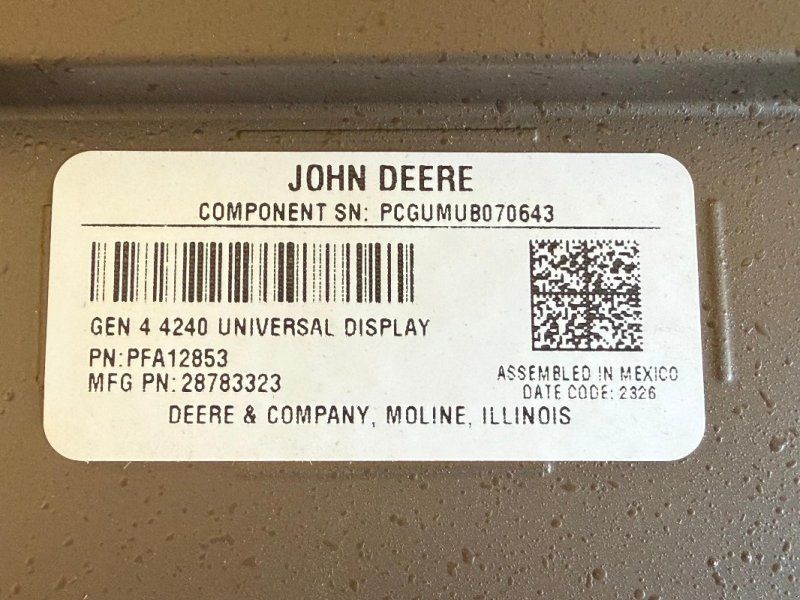 JOHN DEERE
COMPONENT SN: PCGUMUB070643
GEN 4 4240 UNIVERSAL DISPLAY
PN:PFA12853
MFG PN:28783323
ASSEMBLED IN MEXICO
DATE CODE: 2326
DEERE & COMPANY, MOLINE, ILLINOIS